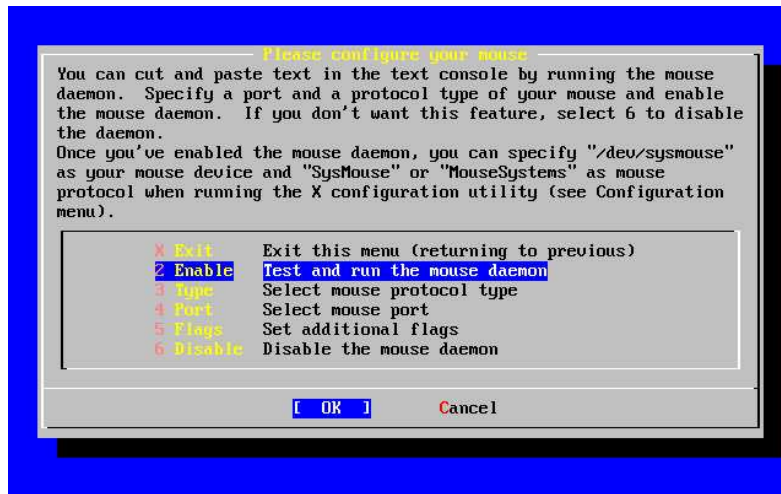 Please configure your mouse
You can cut and paste text in the text console by running the mouse
daemon.  Specify a port and a protocol type of your mouse and enable
the mouse daemon.  If you don't want this feature, select 6 to disable
the daemon.
Once you've enabled the mouse daemon, you can specify "/dev/sysmouse"
as your mouse device and "SysMouse" or "MouseSystems" as mouse
protocol when running the X configuration utility (see Configuration
menu).
X Exit Exit this menu (returning to previous)
2 Enable Test and run the mouse daemon
3 Type Select mouse protocol type
4 Port Select mouse port
5 Flags Set additional flags
6 Disable Disable the mouse daemon
[ OK ] Cancel